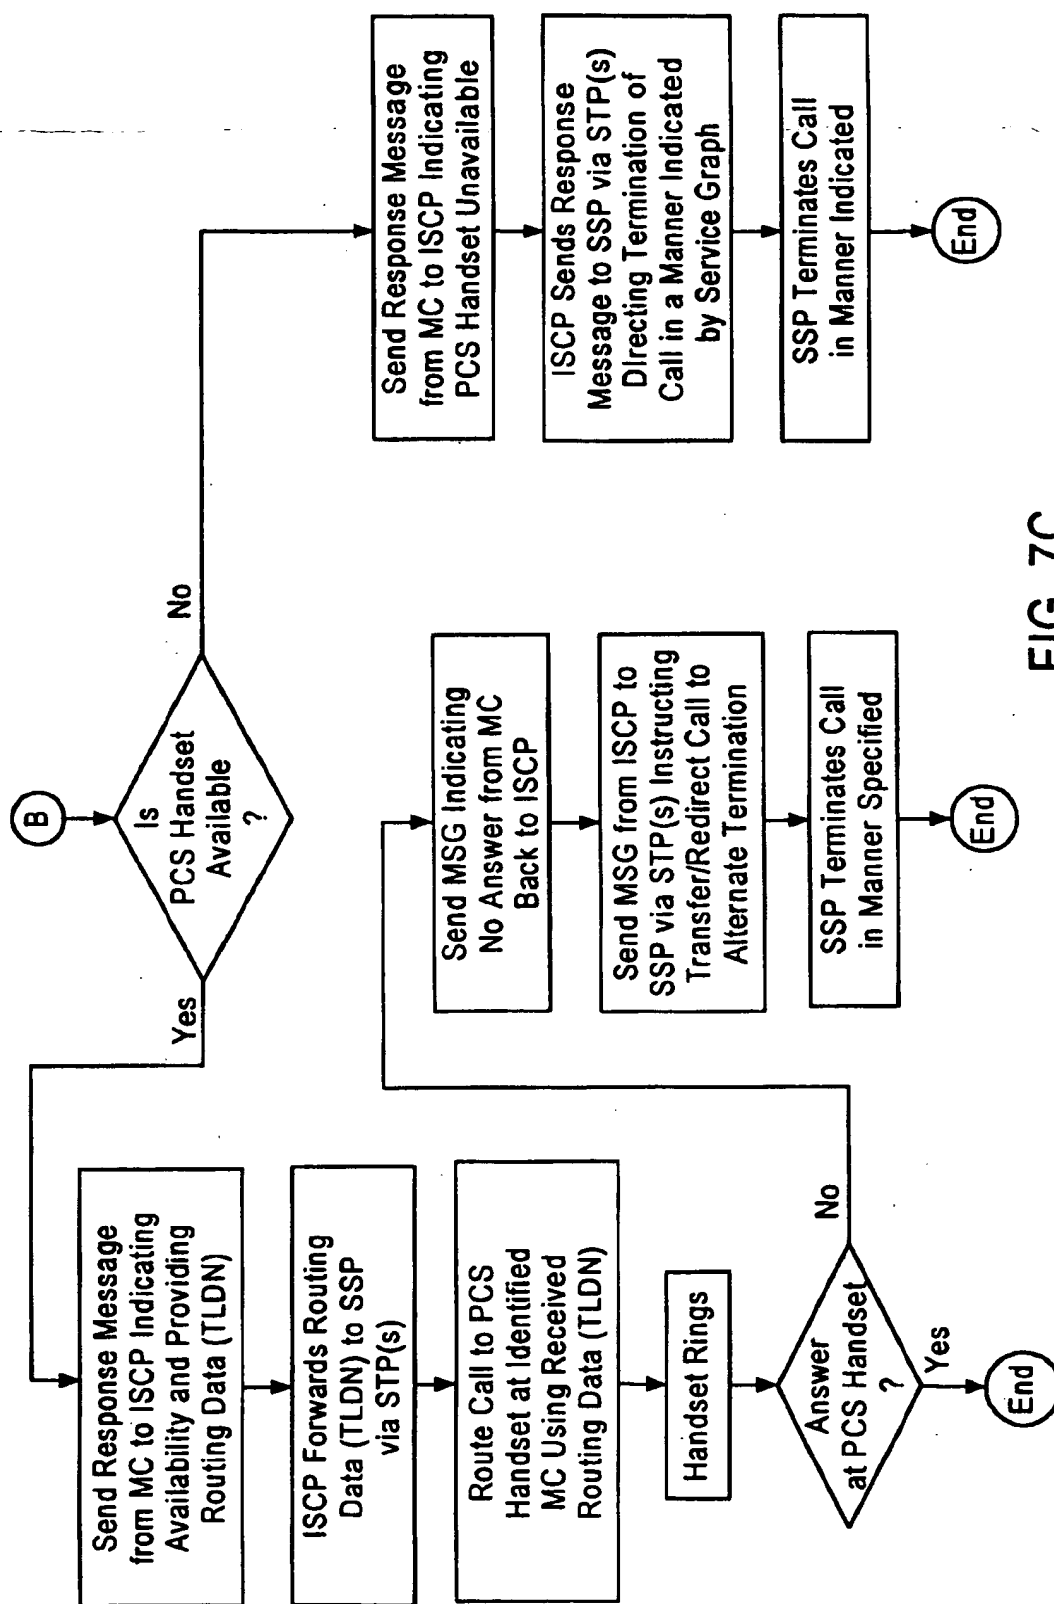 B
Is
PCS Handset
Available
?
Yes
No
Send Response Message
from MC to ISCP Indicating
Availability and Providing
Routing Data (TLDN)
ISCP Forwards Routing
Data (TLDN) to SSP
via STP(s)
Route Call to PCS
Handset at Identified
MC Using Received
Routing Data (TLDN)
Handset Rings
Answer
at PCS Handset
?
Yes
No
End
Send MSG Indicating
No Answer from MC
Back to ISCP
Send MSG from ISCP to
SSP via STP(s) Instructing
Transfer/Redirect Call to
Alternate Termination
SSP Terminates Call
in Manner Specified
End
Send Response Message
from MC to ISCP Indicating
PCS Handset Unavailable
ISCP Sends Response
Message to SSP via STP(s)
DIrecting Termination of
Call in a Manner Indicated
by Service Graph
SSP Terminates Call
in Manner Indicated
End
FIG. 7C